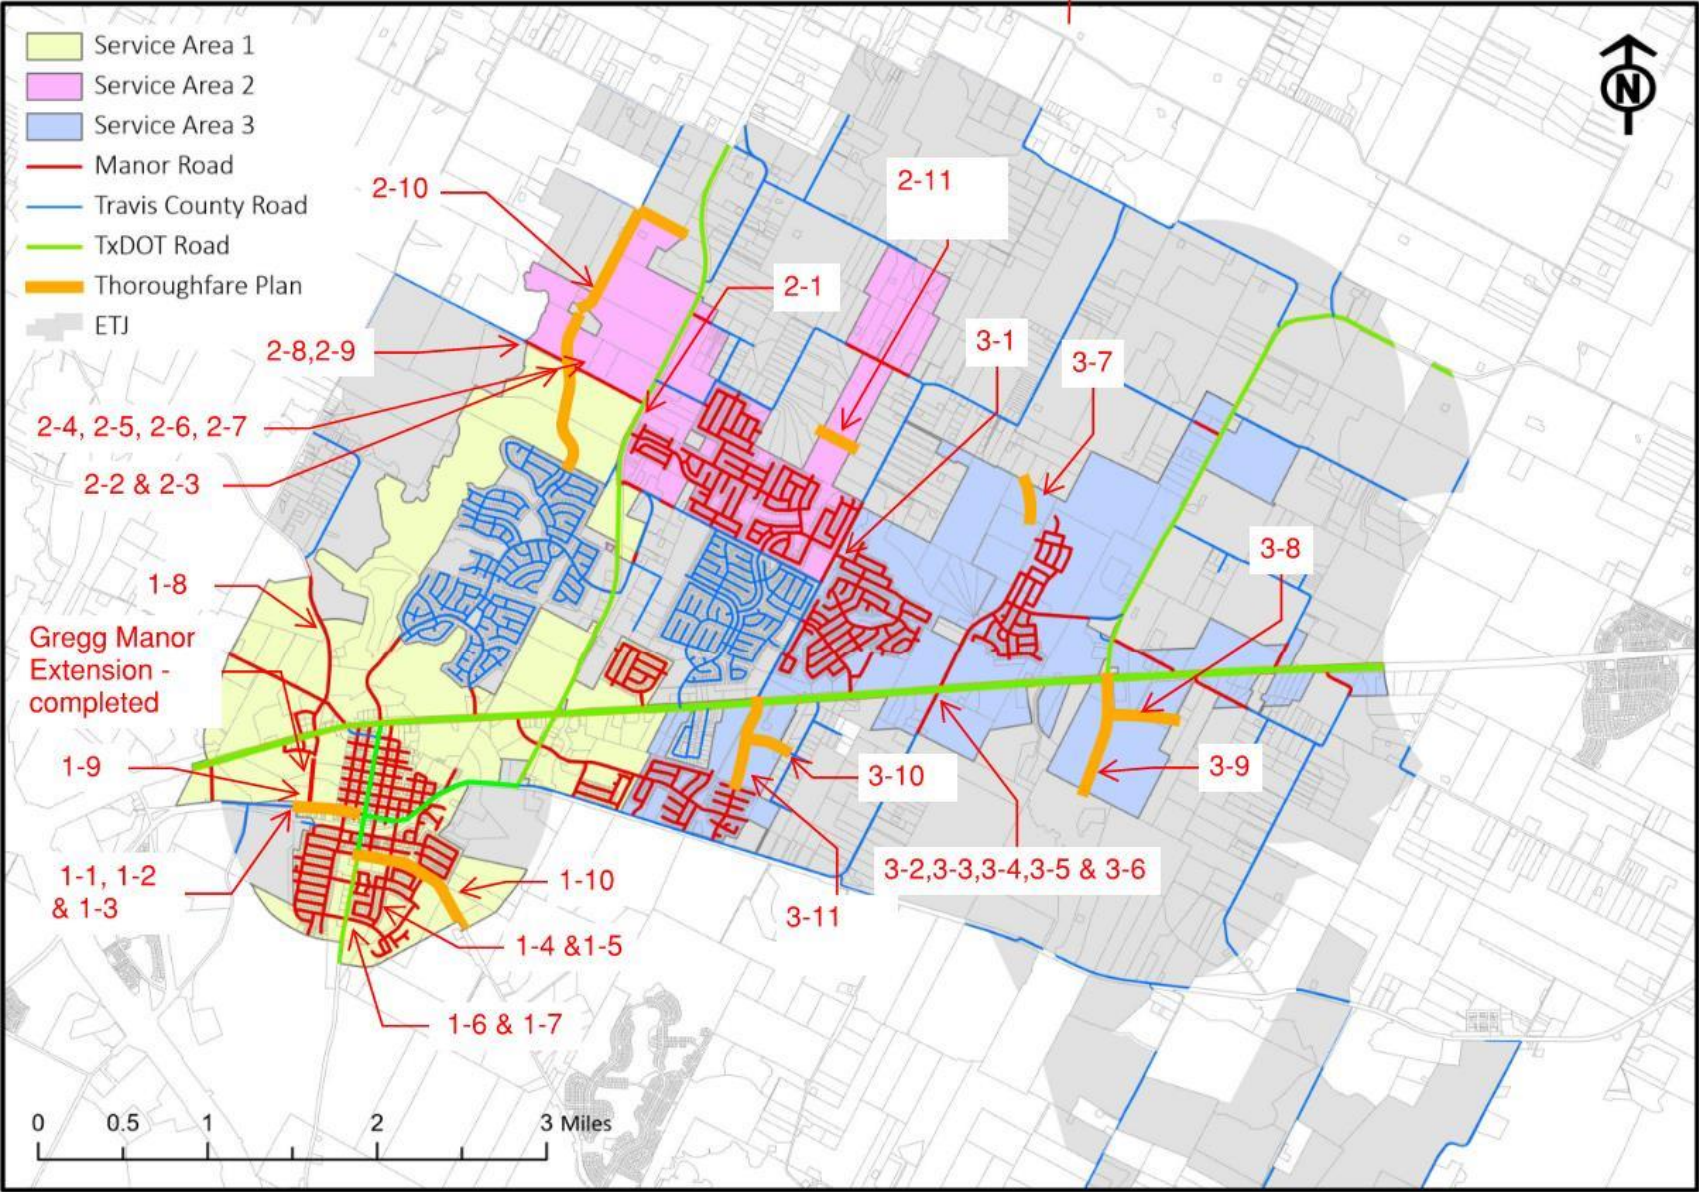 Service Area 1
Service Area 2
Service Area 3
Manor Road
Travis County Road
TxDOT Road
Thoroughfare Plan
ETJ
N
2-10
2-11
2-1
2-8,2-9
3-1
3-7
2-4, 2-5, 2-6, 2-7
2-2 & 2-3
3-8
1-8
Gregg Manor
Extension -
completed
1-9
3-10
3-9
1-1, 1-2
& 1-3
1-10
3-2,3-3,3-4,3-5 & 3-6
3-11
1-4 &1-5
1-6 & 1-7
0 0.5 1 2 3 Miles